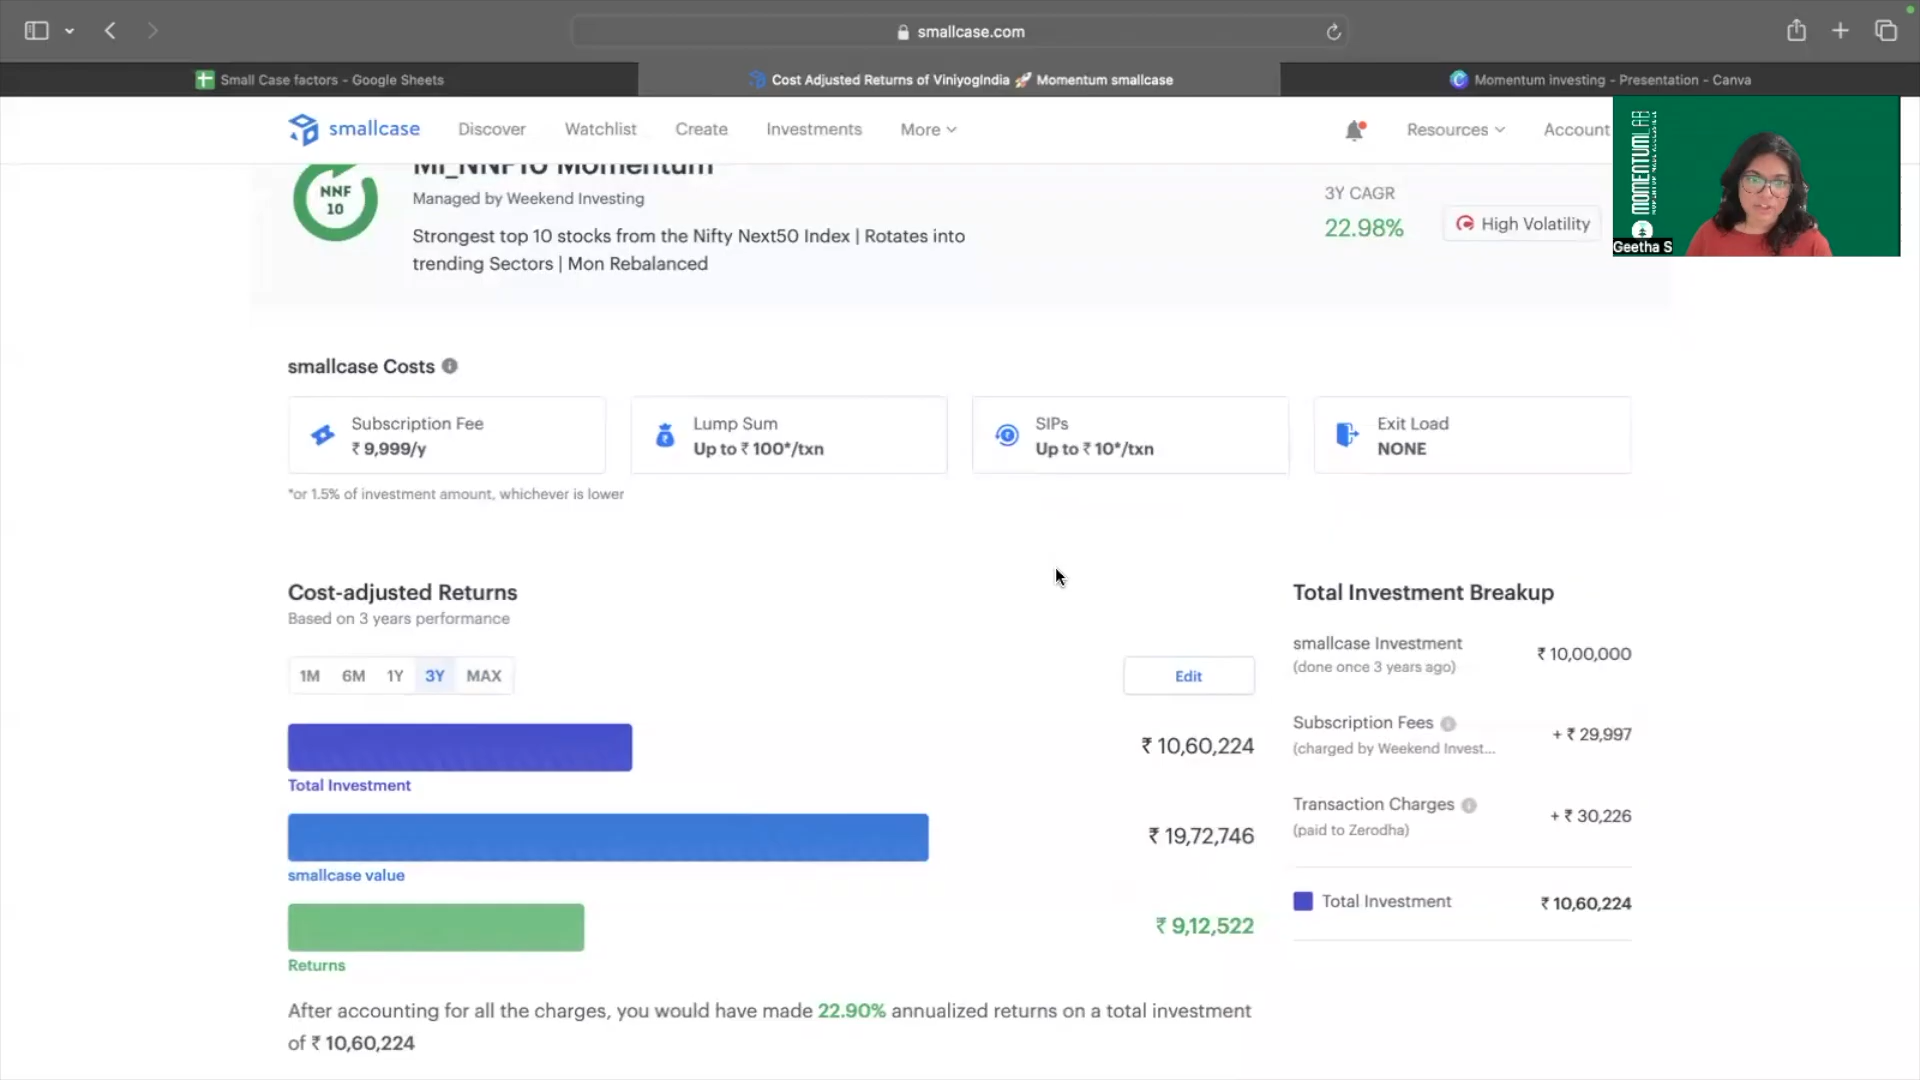 smallcase.com
Small Case factors - Google Sheets
Cost Adjusted Returns of ViniyogIndia 🚀 Momentum smallcase
Momentum investing - Presentation - Canva
smallcase
Discover
Watchlist
Create
Investments
More
Resources
Account
MOMENTUMLAB
Geetha S
NNF
10
Mi_NNF10 Momentum
Managed by Weekend Investing
Strongest top 10 stocks from the Nifty Next50 Index | Rotates into
trending Sectors | Mon Rebalanced
3Y CAGR
22.98%
High Volatility
smallcase Costs
Subscription Fee
₹ 9,999/y
Lump Sum
Up to ₹ 100*/txn
SIPs
Up to ₹ 10*/txn
Exit Load
NONE
*or 1.5% of investment amount, whichever is lower
Cost-adjusted Returns
Based on 3 years performance
1M 6M 1Y 3Y MAX
Edit
₹ 10,60,224
Total Investment
₹ 19,72,746
smallcase value
₹ 9,12,522
Returns
After accounting for all the charges, you would have made 22.90% annualized returns on a total investment
of ₹ 10,60,224
Total Investment Breakup
smallcase Investment
(done once 3 years ago)
₹ 10,00,000
Subscription Fees
(charged by Weekend Invest...
+ ₹ 29,997
Transaction Charges
(paid to Zerodha)
+ ₹ 30,226
Total Investment
₹ 10,60,224